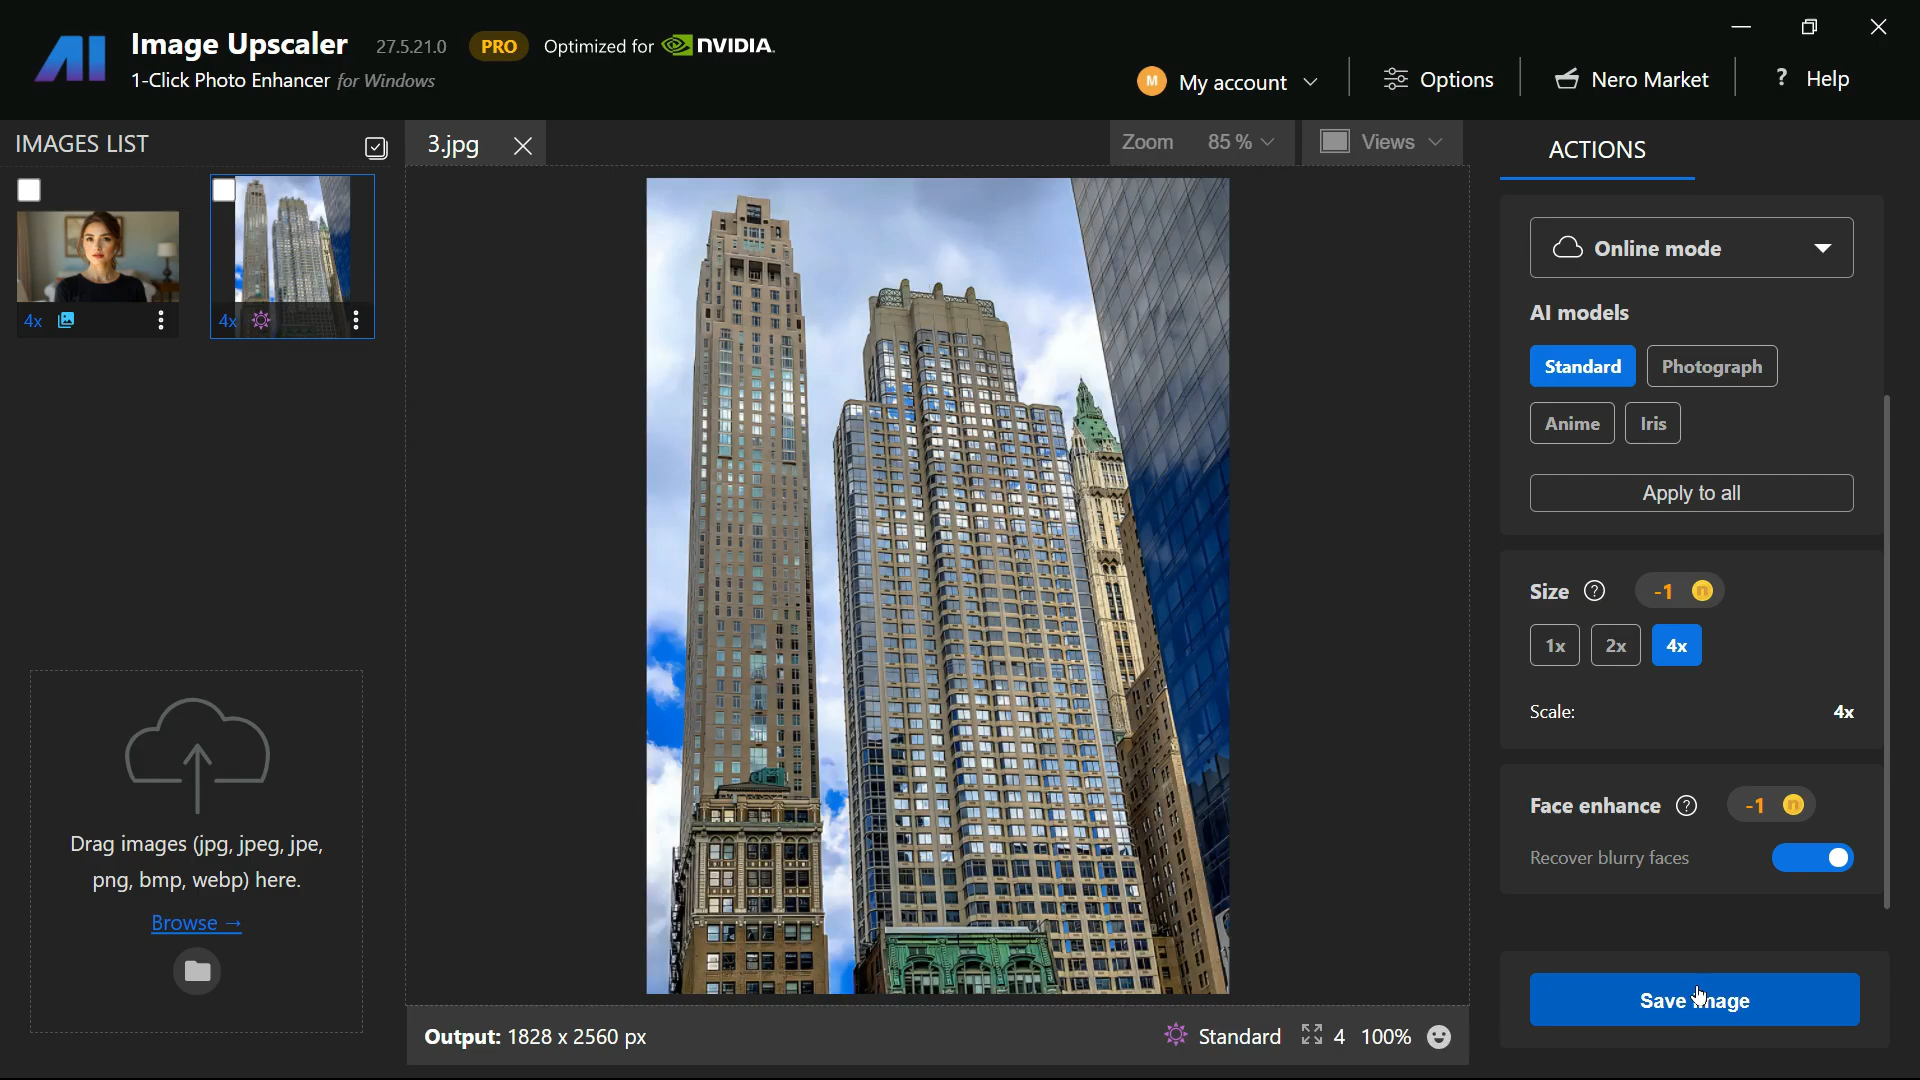 AI Image Upscaler 27.5.21.0 PRO Optimized for NVIDIA.
1-Click Photo Enhancer for Windows
M My account Options Nero Market ? Help
IMAGES LIST
3.jpg
Zoom 85 % Views
ACTIONS
4x
4x
Online mode
AI models
Standard Photograph
Anime Iris
Apply to all
Size ? -1 n
1x 2x 4x
Scale: 4x
Face enhance ? -1 n
Recover blurry faces
Save Image
Drag images (jpg, jpeg, jpe,
png, bmp, webp) here.
Browse →
Output: 1828 x 2560 px Standard 4 100%